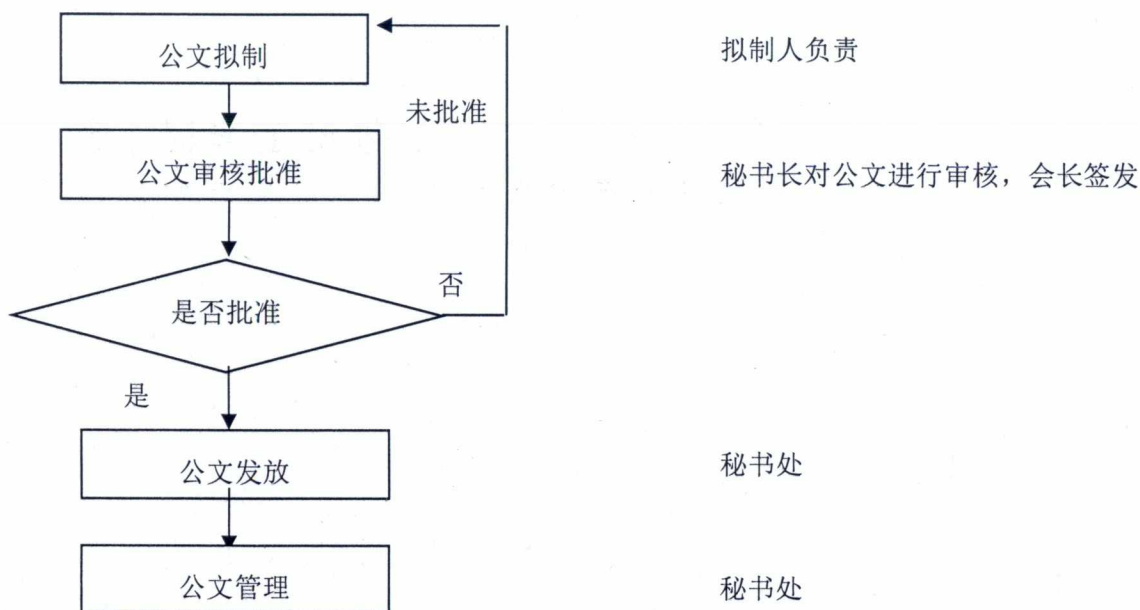 公文拟制
拟制人负责
未批准
公文审核批准
秘书长对公文进行审核，会长签发
否
是否批准
是
公文发放
秘书处
公文管理
秘书处